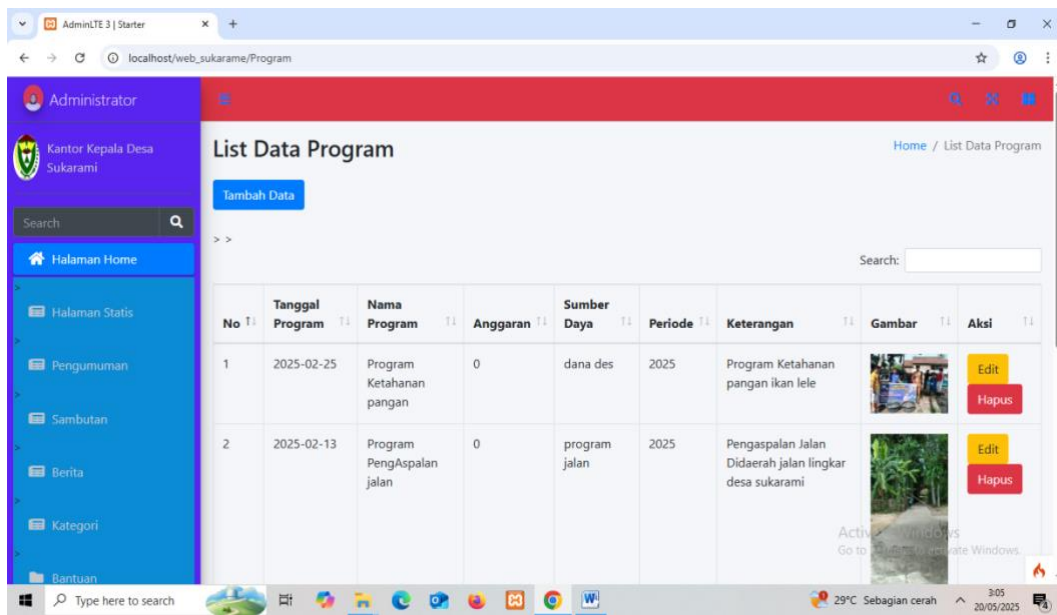 AdminLTE 3 | Starter
localhost/web_sukarame/Program
Administrator
Kantor Kepala Desa
Sukarami
Search
Halaman Home
>
Halaman Statis
>
Pengumuman
>
Sambutan
>
Berita
>
Kategori
>
Bantuan
List Data Program
Home / List Data Program
Tambah Data
> >
Search:
No
Tanggal
Program
Nama
Program
Anggaran
Sumber
Daya
Periode
Keterangan
Gambar
Aksi
1
2025-02-25
Program
Ketahanan
pangan
0
dana des
2025
Program Ketahanan
pangan ikan lele
Edit
Hapus
2
2025-02-13
Program
PengAspalan
jalan
0
program
jalan
2025
Pengaspalan Jalan
Didaerah jalan lingkar
desa sukarami
Edit
Hapus
Go to
Windows.
Type here to search
29°C Sebagian cerah
3:05
20/05/2025